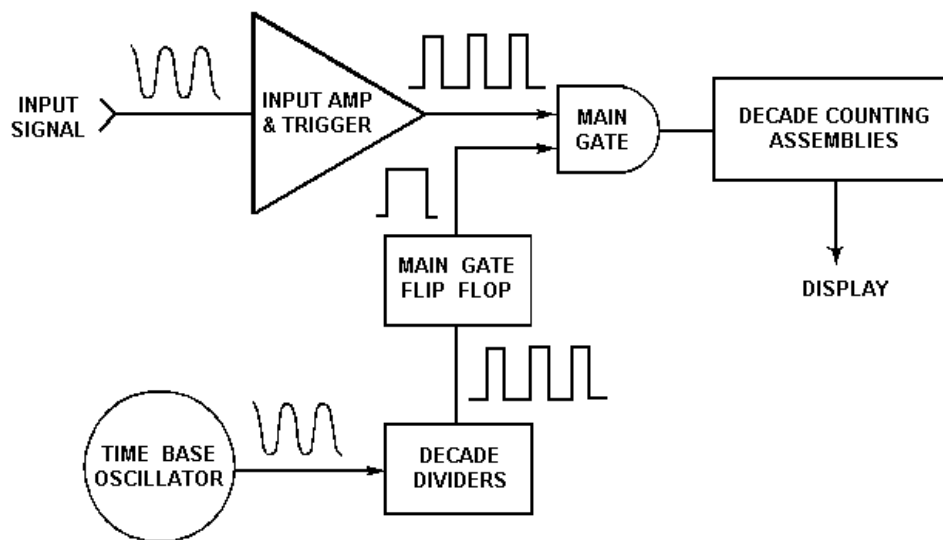 INPUT
SIGNAL
INPUT AMP
& TRIGGER
MAIN
GATE
DECADE COUNTING
ASSEMBLIES
MAIN GATE
FLIP FLOP
DISPLAY
TIME BASE
OSCILLATOR
DECADE
DIVIDERS